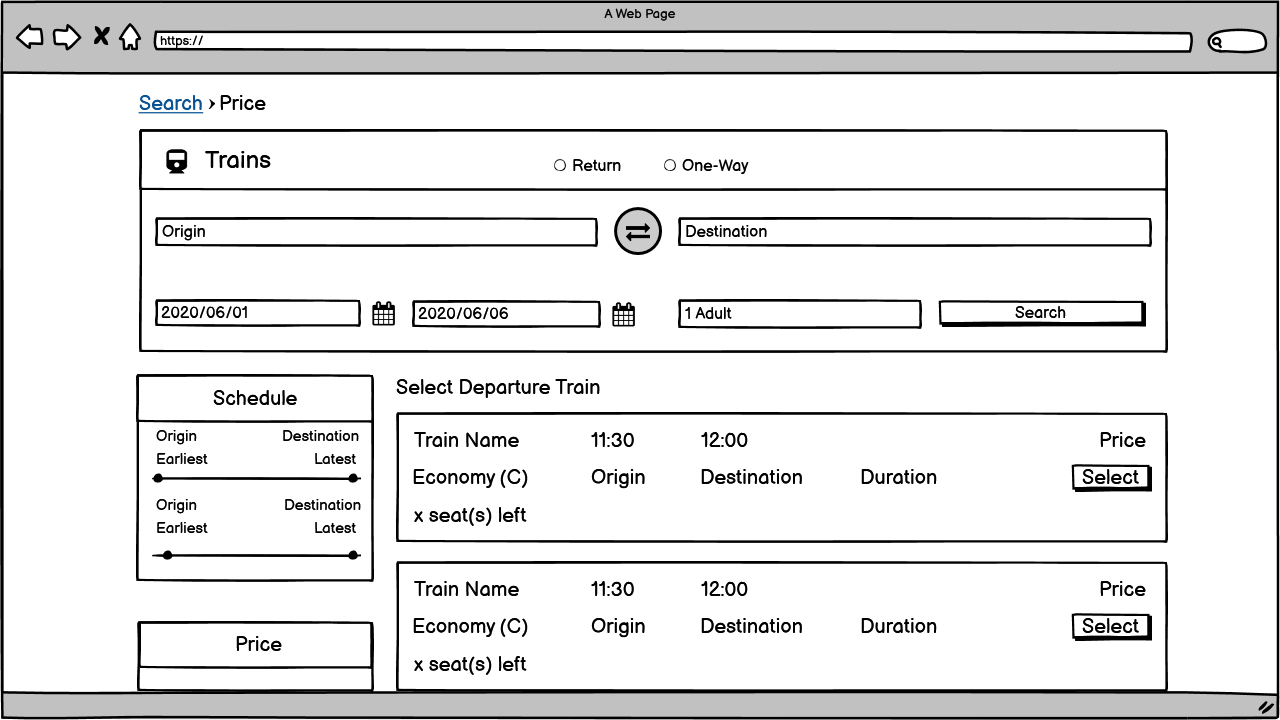 A Web Page
https://
Search › Price
Trains
Return
One-Way
Origin
Destination
2020/06/01
2020/06/06
1 Adult
Search
Schedule
Origin Destination
Earliest Latest
Origin Destination
Earliest Latest
Price
Select Departure Train
Train Name 11:30 12:00 Price
Economy (C) Origin Destination Duration Select
x seat(s) left
Train Name 11:30 12:00 Price
Economy (C) Origin Destination Duration Select
x seat(s) left